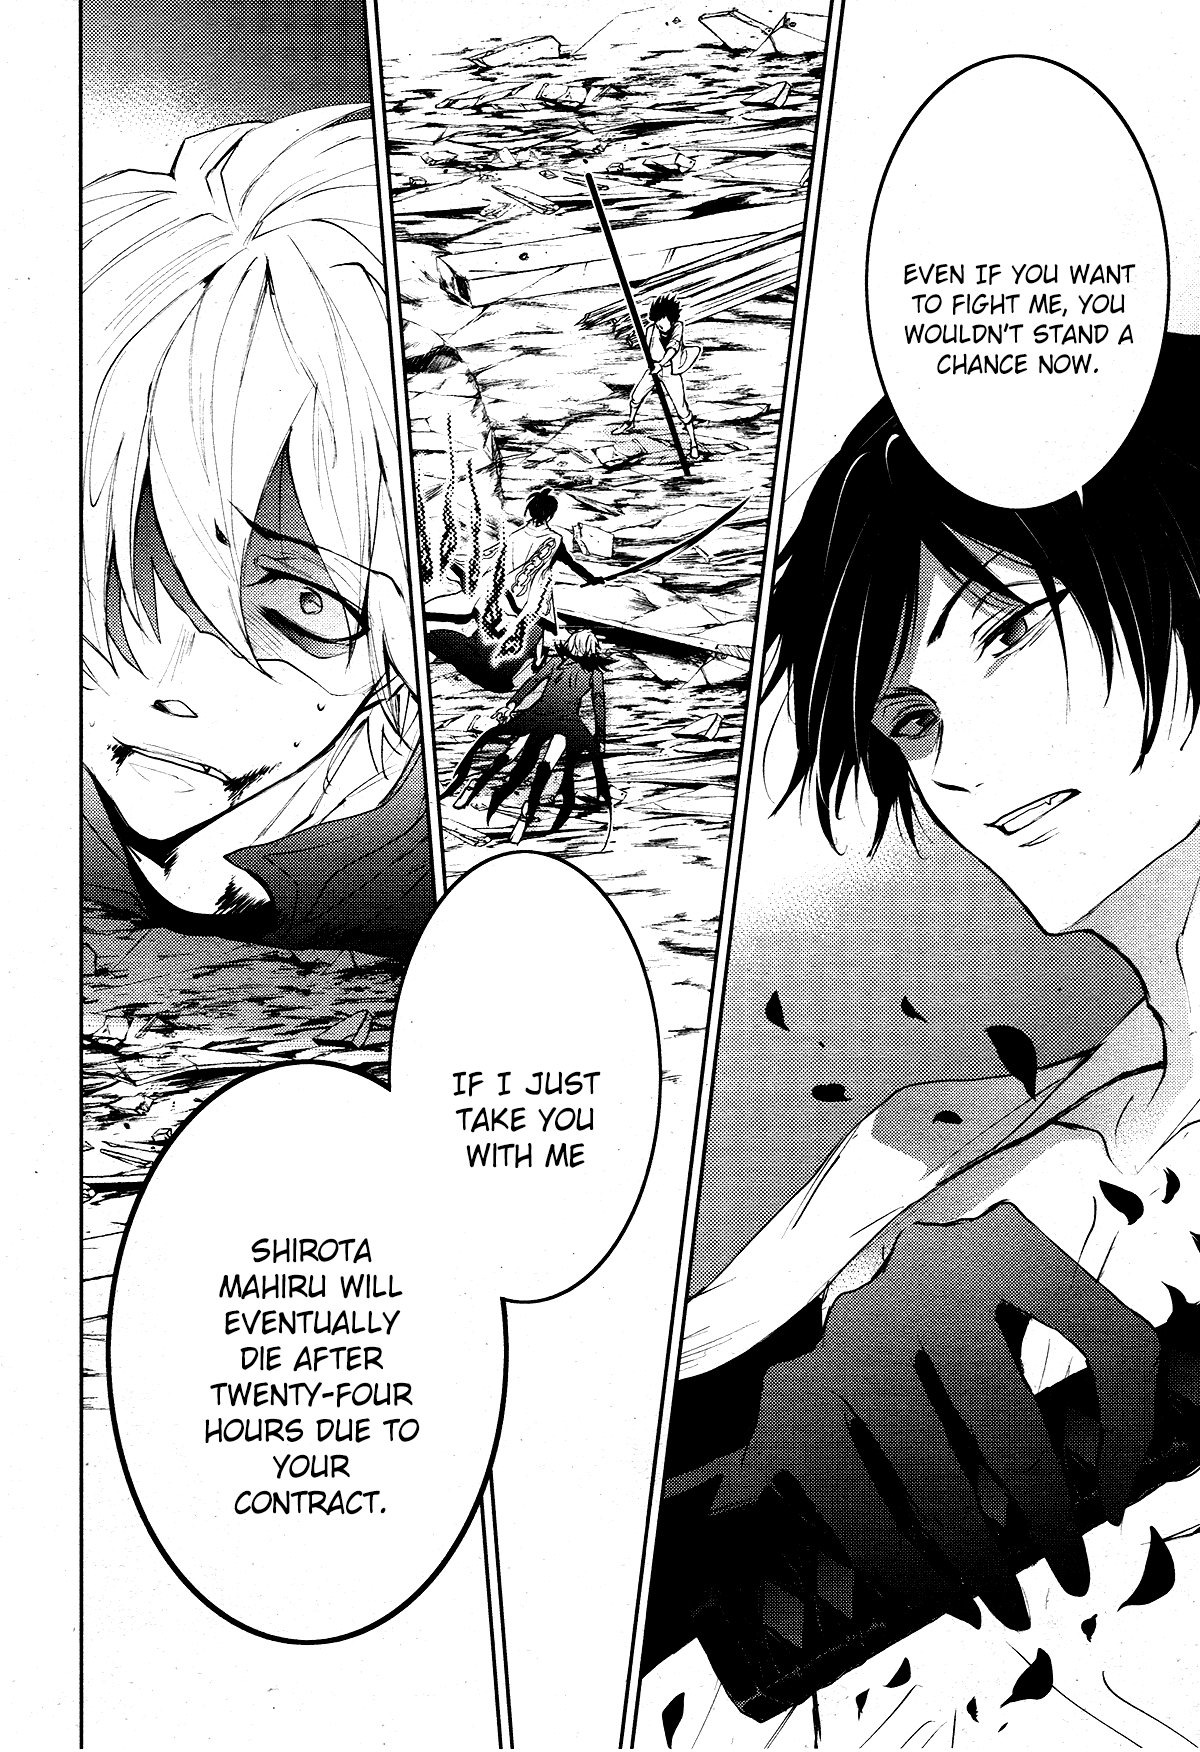 EVEN IF YOU WANT
TO FIGHT ME, YOU
WOULDN'T STAND A
CHANCE NOW.
IF I JUST
TAKE YOU
WITH ME
SHIROTA
MAHIRU WILL
EVENTUALLY
DIE AFTER
TWENTY-FOUR
HOURS DUE TO
YOUR
CONTRACT.